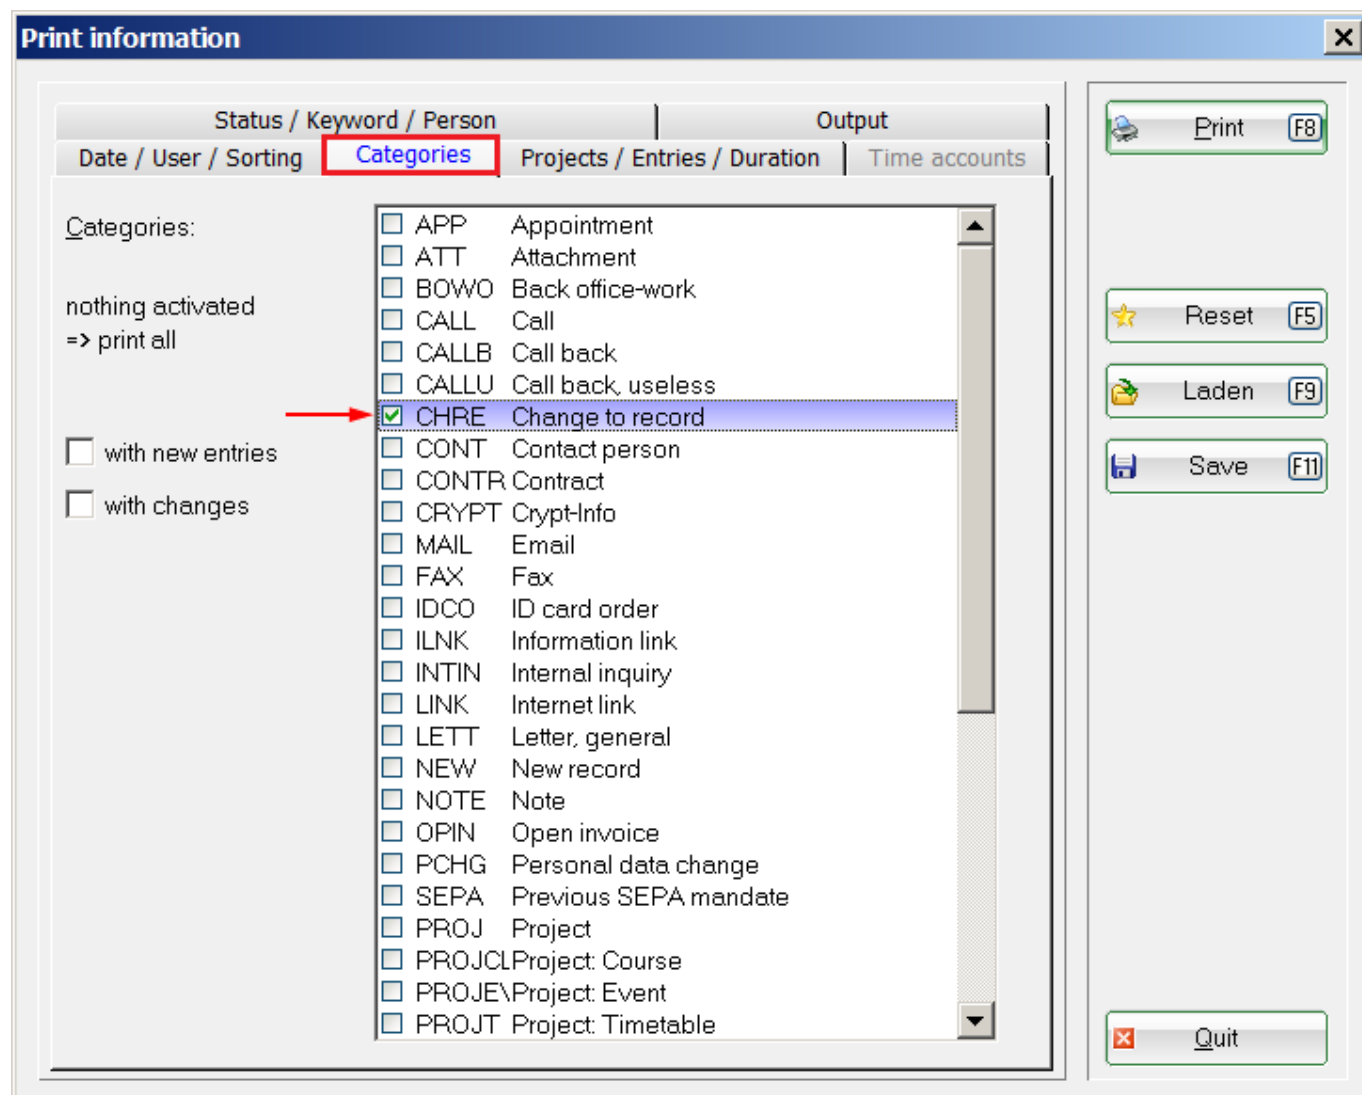 Print information
Status / Keyword / Person Output
Date / User / Sorting Categories Projects / Entries / Duration Time accounts
Categories:
nothing activated
=> print all
with new entries
with changes
APP Appointment
ATT Attachment
BOWO Back office-work
CALL Call
CALLB Call back
CALLU Call back, useless
CHRE Change to record
CONT Contact person
CONTR Contract
CRYPT Crypt-Info
MAIL Email
FAX Fax
IDCO ID card order
ILNK Information link
INTIN Internal inquiry
LINK Internet link
LETT Letter, general
NEW New record
NOTE Note
OPIN Open invoice
PCHG Personal data change
SEPA Previous SEPA mandate
PROJ Project
PROJCL Project: Course
PROJE Project: Event
PROJT Project: Timetable
Print F8
Reset F5
Laden F9
Save F11
Quit